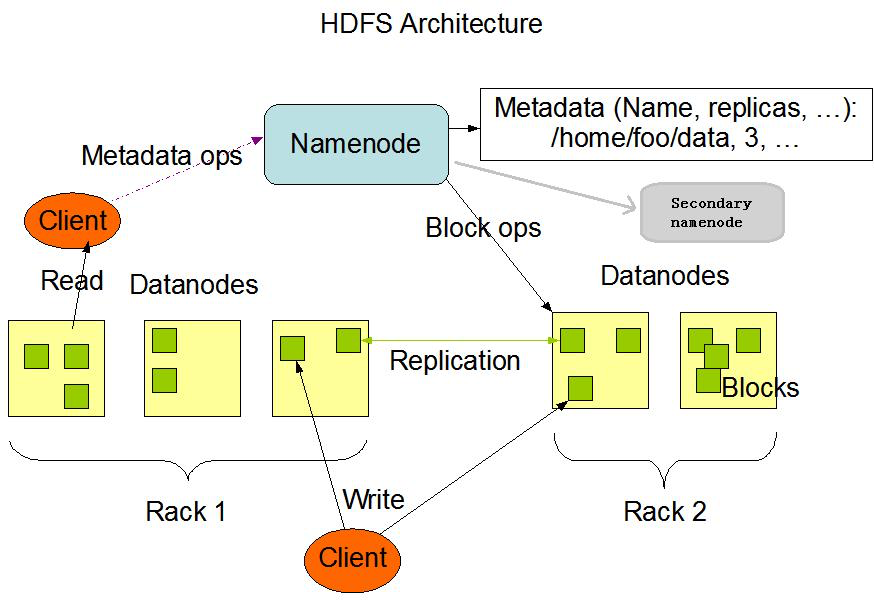 HDFS Architecture
Metadata (Name, replicas, …):
/home/foo/data, 3, …
Namenode
Metadata ops
Secondary
namenode
Client
Block ops
Read
Datanodes
Datanodes
Replication
Blocks
Rack 1
Write
Rack 2
Client